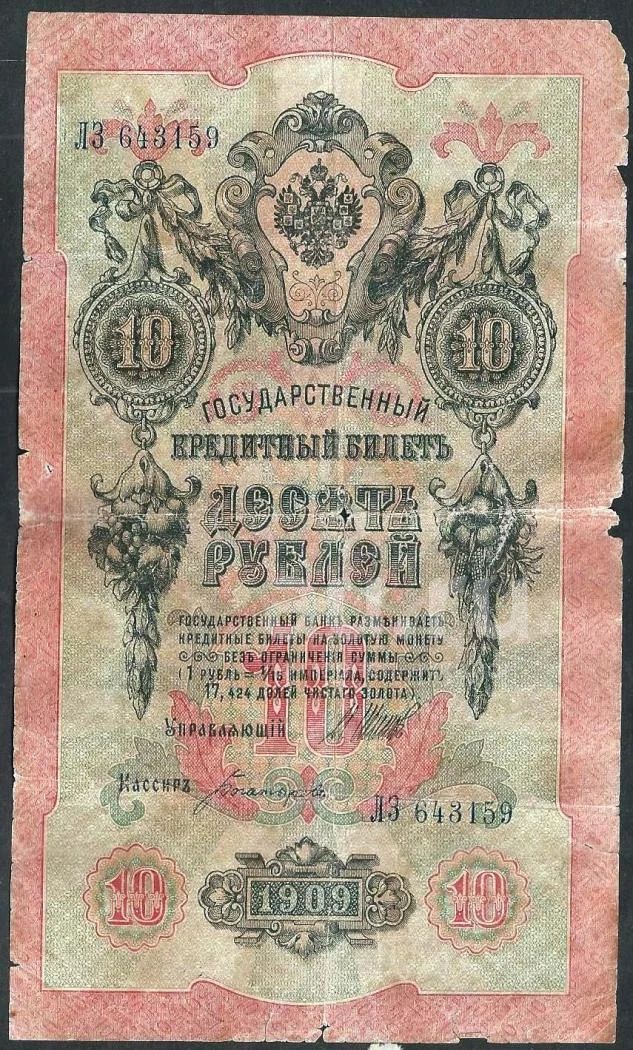 ЛЗ 643159
10
10
ГОСУДАРСТВЕННЫЙ
КРЕДИТНЫЙ БИЛЕТЪ
ДЕСЯТЬ
РУБЛЕЙ
ГОСУДАРСТВЕННЫЙ БАНКЪ РАЗМѢНИВАЕТЪ
КРЕДИТНЫЕ БИЛЕТЫ НА ЗОЛОТУЮ МОНЕТУ
БЕЗЪ ОГРАНИЧЕНІЯ СУММЫ
(1 РУБЛЬ = 1/15 ИМПЕРІАЛА, СОДЕРЖИТЪ
17,424 ДОЛЕЙ ЧИСТАГО ЗОЛОТА).
10
УПРАВЛЯЮЩІЙ
КАССИРЪ
ЛЗ 643159
10
1909
10